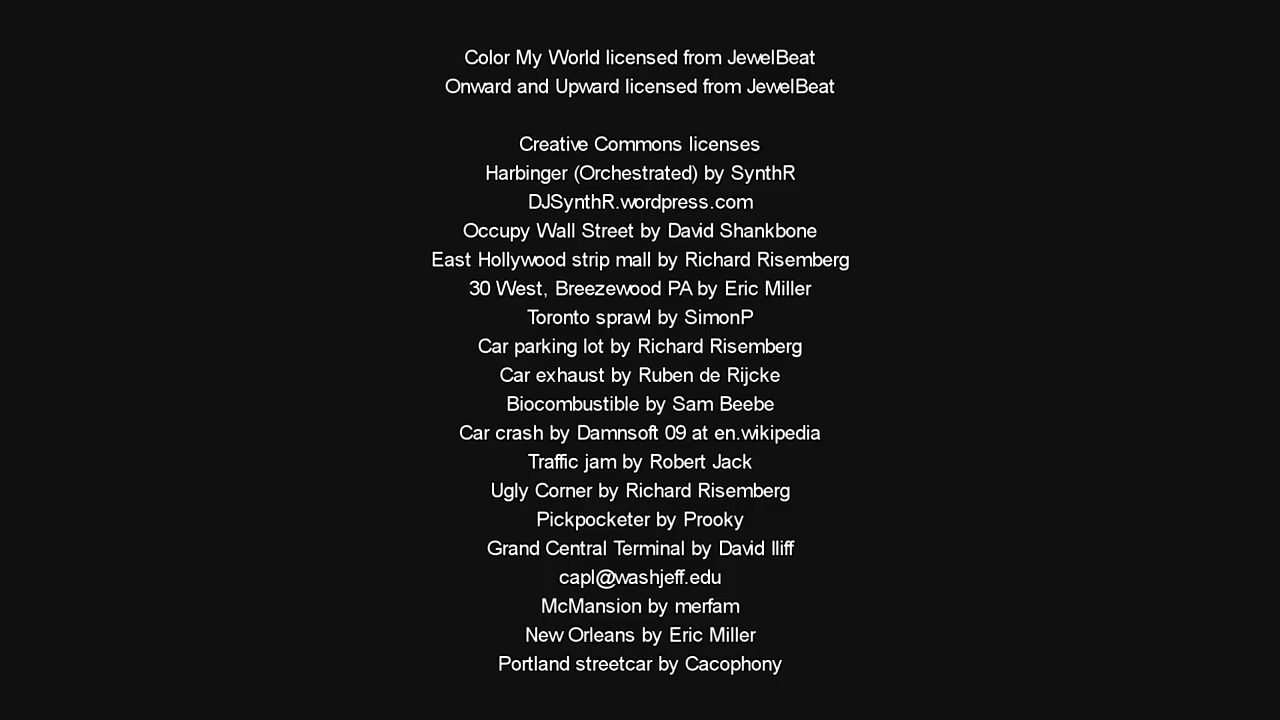 Color My World licensed from JewelBeat
Onward and Upward licensed from JewelBeat
Creative Commons licenses
Harbinger (Orchestrated) by SynthR
DJSynthR.wordpress.com
Occupy Wall Street by David Shankbone
East Hollywood strip mall by Richard Risemberg
30 West, Breezewood PA by Eric Miller
Toronto sprawl by SimonP
Car parking lot by Richard Risemberg
Car exhaust by Ruben de Rijcke
Biocombustible by Sam Beebe
Car crash by Damnsoft 09 at en.wikipedia
Traffic jam by Robert Jack
Ugly Corner by Richard Risemberg
Pickpocketer by Prooky
Grand Central Terminal by David Iliff
capl@washjeff.edu
McMansion by merfam
New Orleans by Eric Miller
Portland streetcar by Cacophony